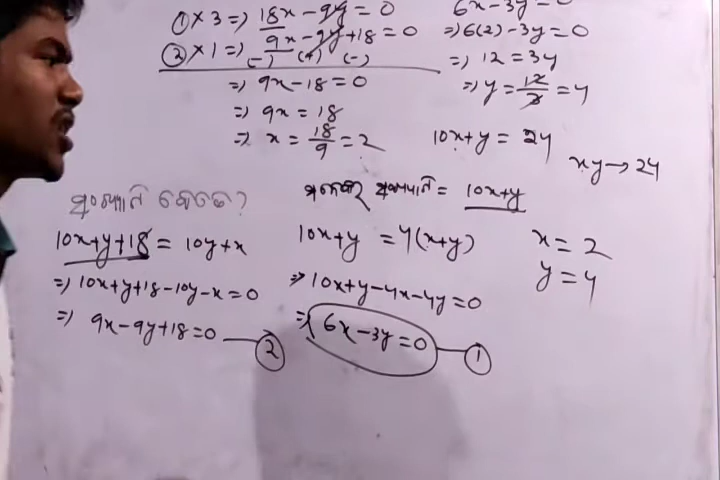 ①×3 ⇒ 18x - 9y = 0
②×1 ⇒ 9x - 9y + 18 = 0
(-) (+) (-)
⇒ 9x - 18 = 0
⇒ 9x = 18
⇒ x = 18/9 = 2
6x - 3y = 0
⇒ 6(2) - 3y = 0
⇒ 12 = 3y
⇒ y = 12/3 = 4
10x + y = 24
xy → 24
ସଂଖ୍ୟାଟି କେତେ?
10x + y + 18 = 10y + x
⇒ 10x + y + 18 - 10y - x = 0
⇒ 9x - 9y + 18 = 0 — ②
ସଂଖ୍ୟାଟି = 10x + y
10x + y = 4(x + y)
⇒ 10x + y - 4x - 4y = 0
⇒ 6x - 3y = 0 — ①
x = 2
y = 4